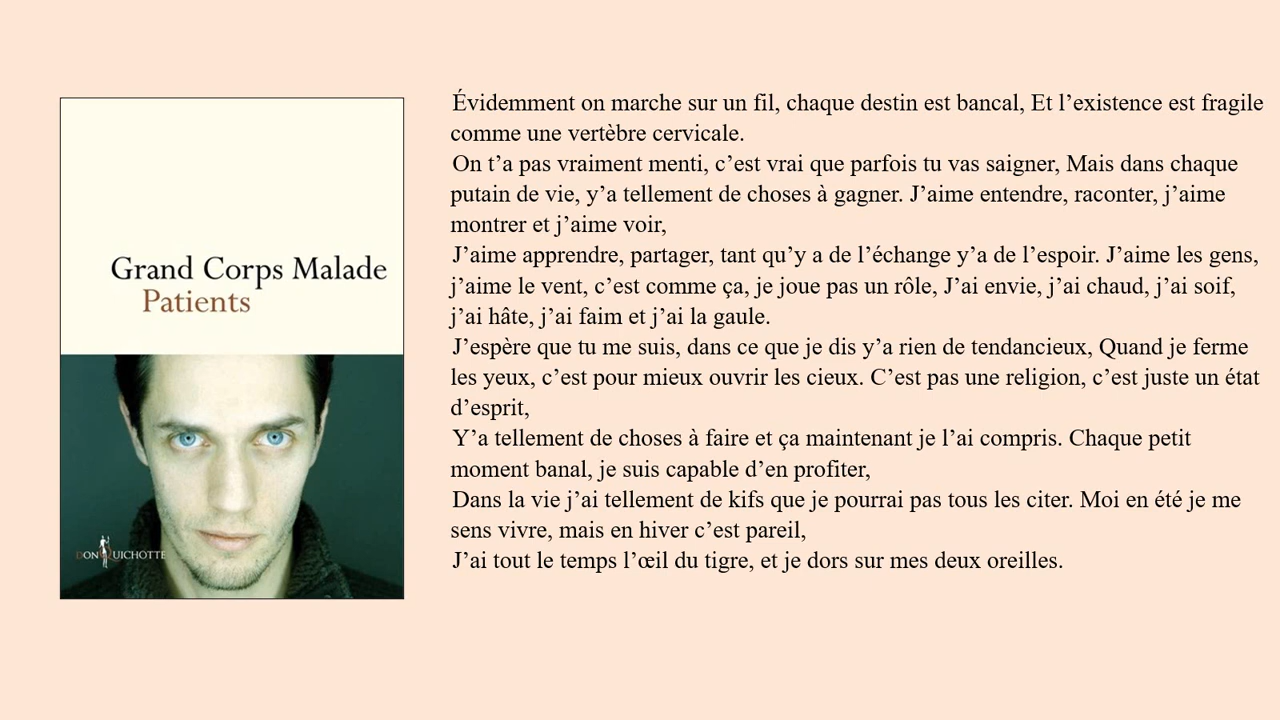 Grand Corps Malade
Patients
DON QUICHOTTE
Évidemment on marche sur un fil, chaque destin est bancal, Et l’existence est fragile
comme une vertèbre cervicale.
On t’a pas vraiment menti, c’est vrai que parfois tu vas saigner, Mais dans chaque
putain de vie, y’a tellement de choses à gagner. J’aime entendre, raconter, j’aime
montrer et j’aime voir,
J’aime apprendre, partager, tant qu’y a de l’échange y’a de l’espoir. J’aime les gens,
j’aime le vent, c’est comme ça, je joue pas un rôle, J’ai envie, j’ai chaud, j’ai soif,
j’ai hâte, j’ai faim et j’ai la gaule.
J’espère que tu me suis, dans ce que je dis y’a rien de tendancieux, Quand je ferme
les yeux, c’est pour mieux ouvrir les cieux. C’est pas une religion, c’est juste un état
d’esprit,
Y’a tellement de choses à faire et ça maintenant je l’ai compris. Chaque petit
moment banal, je suis capable d’en profiter,
Dans la vie j’ai tellement de kifs que je pourrai pas tous les citer. Moi en été je me
sens vivre, mais en hiver c’est pareil,
J’ai tout le temps l’œil du tigre, et je dors sur mes deux oreilles.